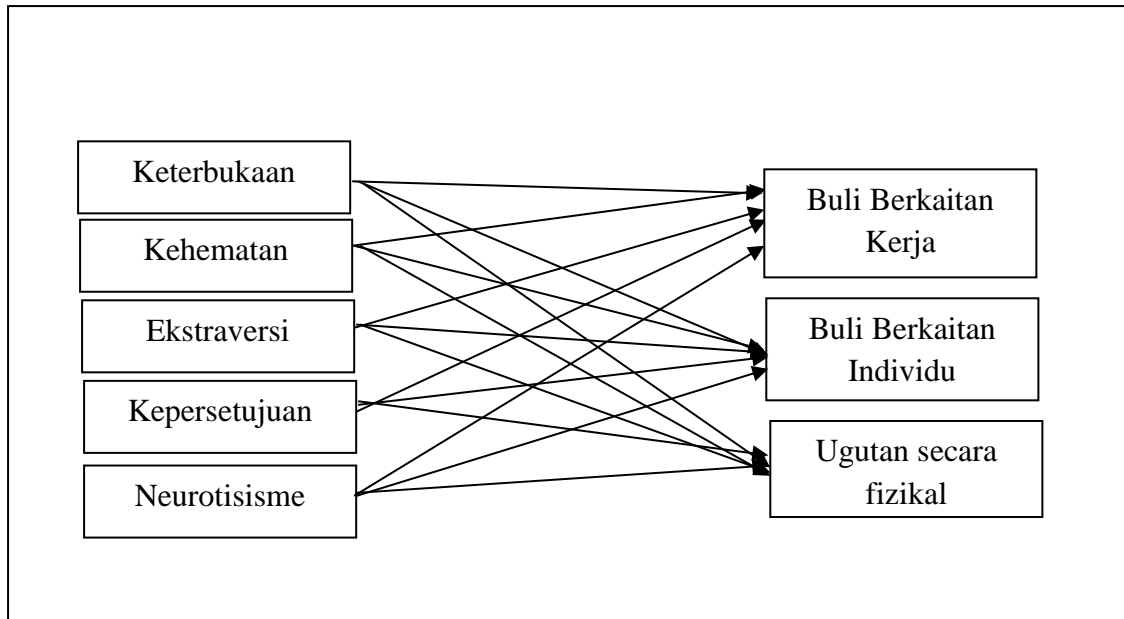 Keterbukaan
Kehematan
Ekstraversi
Kepersetujuan
Neurotisisme
Buli Berkaitan
Kerja
Buli Berkaitan
Individu
Ugutan secara
fizikal